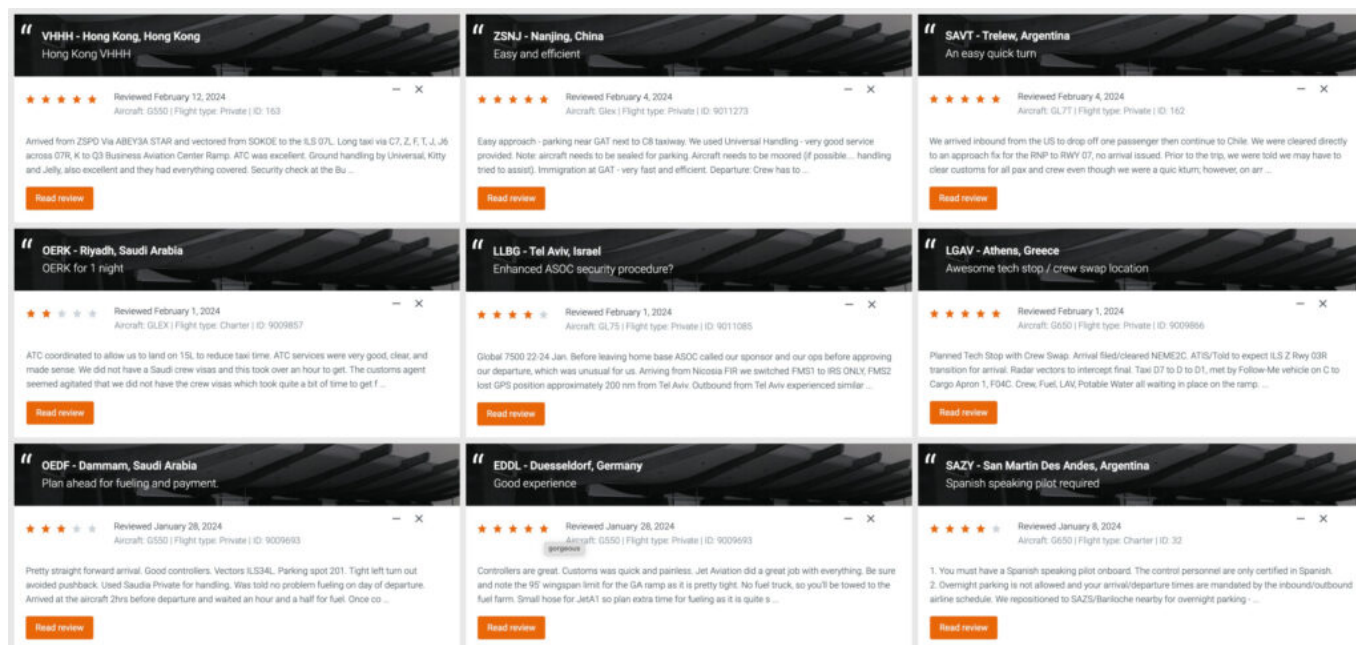 “ VHHH - Hong Kong, Hong Kong
Hong Kong VHHH
Reviewed February 12, 2024
Aircraft: G550 | Flight type: Private | ID: 163
Arrived from ZSPD Via ABEY3A STAR and vectored from SOKOE to the ILS 07L. Long taxi via C7, Z, F, T, J, J6
across 07R, K to Q3 Business Aviation Center Ramp. ATC was excellent. Ground handling by Universal, Kitty
and Jelly, also excellent and they had everything covered. Security check at the Bu ...
Read review
“ ZSNJ - Nanjing, China
Easy and efficient
Reviewed February 4, 2024
Aircraft: Glex | Flight type: Private | ID: 9011273
Easy approach - parking near GAT next to C8 taxiway. We used Universal Handling - very good service
provided. Note: aircraft needs to be sealed for parking. Aircraft needs to be moored (if possible... handling
tried to assist). Immigration at GAT - very fast and efficient. Departure: Crew has to ...
Read review
“ SAVT - Trelew, Argentina
An easy quick turn
Reviewed February 4, 2024
Aircraft: GL7T | Flight type: Private | ID: 162
We arrived inbound from the US to drop off one passenger then continue to Chile. We were cleared directly
to an approach fix for the RNP to RWY 07, no arrival issued. Prior to the trip, we were told we may have to
clear customs for all pax and crew even though we were a quic kturn; however, on arr ...
Read review
“ OERK - Riyadh, Saudi Arabia
OERK for 1 night
Reviewed February 1, 2024
Aircraft: GLEX | Flight type: Charter | ID: 9009857
ATC coordinated to allow us to land on 15L to reduce taxi time. ATC services were very good, clear, and
made sense. We did not have a Saudi crew visas and this took over an hour to get. The customs agent
seemed agitated that we did not have the crew visas which took quite a bit of time to get f ...
Read review
“ LLBG - Tel Aviv, Israel
Enhanced ASOC security procedure?
Reviewed February 1, 2024
Aircraft: GL75 | Flight type: Private | ID: 9011085
Global 7500 22-24 Jan. Before leaving home base ASOC called our sponsor and our ops before approving
our departure, which was unusual for us. Arriving from Nicosia FIR we switched FMS1 to IRS ONLY, FMS2
lost GPS position approximately 200 nm from Tel Aviv. Outbound from Tel Aviv experienced similar ...
Read review
“ LGAV - Athens, Greece
Awesome tech stop / crew swap location
Reviewed February 1, 2024
Aircraft: G650 | Flight type: Private | ID: 9009866
Planned Tech Stop with Crew Swap. Arrival filed/cleared NEME2C. ATIS/Told to expect ILS Z Rwy 03R
transition for arrival. Radar vectors to intercept final. Taxi D7 to D to D1, met by Follow-Me vehicle on C to
Cargo Apron 1, F04C. Crew, Fuel, LAV, Potable Water all waiting in place on the ramp. ...
Read review
“ OEDF - Dammam, Saudi Arabia
Plan ahead for fueling and payment.
Reviewed January 28, 2024
Aircraft: G550 | Flight type: Private | ID: 9009693
Pretty straight forward arrival. Good controllers. Vectors ILS34L. Parking spot 201. Tight left turn out
avoided pushback. Used Saudia Private for handling. Was told no problem fueling on day of departure.
Arrived at the aircraft 2hrs before departure and waited an hour and a half for fuel. Once co ...
Read review
“ EDDL - Duesseldorf, Germany
Good experience
Reviewed January 28, 2024
Aircraft: G550 | Flight type: Private | ID: 9009693
gorgeous
Controllers are great. Customs was quick and painless. Jet Aviation did a great job with everything. Be sure
and note the 95' wingspan limit for the GA ramp as it is pretty tight. No fuel truck, so you'll be towed to the
fuel farm. Small hose for JetA1 so plan extra time for fueling as it is quite s ...
Read review
“ SAZY - San Martin Des Andes, Argentina
Spanish speaking pilot required
Reviewed January 8, 2024
Aircraft: G650 | Flight type: Charter | ID: 32
1. You must have a Spanish speaking pilot onboard. The control personnel are only certified in Spanish.
2. Overnight parking is not allowed and your arrival/departure times are mandated by the inbound/outbound
airline schedule. We repositioned to SAZS/Bariloche nearby for overnight parking - ...
Read review